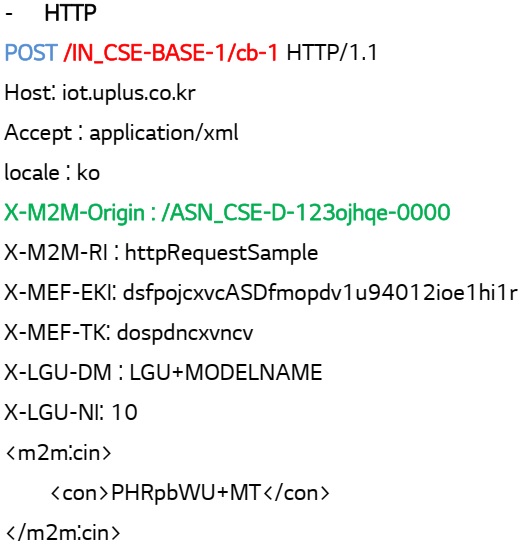 - HTTP
POST /IN_CSE-BASE-1/cb-1 HTTP/1.1
Host: iot.uplus.co.kr
Accept : application/xml
locale : ko
X-M2M-Origin : /ASN_CSE-D-123ojhqe-0000
X-M2M-RI : httpRequestSample
X-MEF-EKI: dsfpojcxvcASDfmopdv1u94012ioe1hi1r
X-MEF-TK: dospdncxvncv
X-LGU-DM : LGU+MODELNAME
X-LGU-NI: 10
<m2m:cin>
<con>PHRpbWU+MT</con>
</m2m:cin>